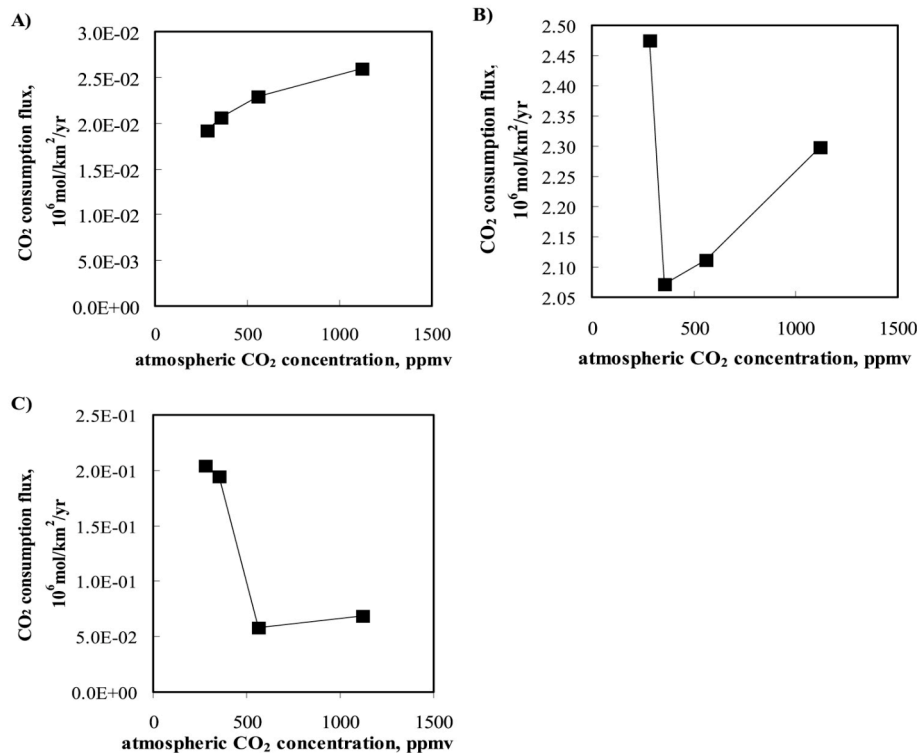 A)
3.0E-02
2.5E-02
2.0E-02
1.5E-02
1.0E-02
5.0E-03
0.0E+00
CO₂ consumption flux,
10⁶mol/km²/yr
0 500 1000 1500
atmospheric CO₂ concentration, ppmv
B)
2.50
2.45
2.40
2.35
2.30
2.25
2.20
2.15
2.10
2.05
CO₂ consumption flux,
10⁶mol/km²/yr
0 500 1000 1500
atmospheric CO₂ concentration, ppmv
C)
2.5E-01
2.0E-01
1.5E-01
1.0E-01
5.0E-02
0.0E+00
CO₂ consumption flux,
10⁶mol/km²/yr
0 500 1000 1500
atmospheric CO₂ concentration, ppmv